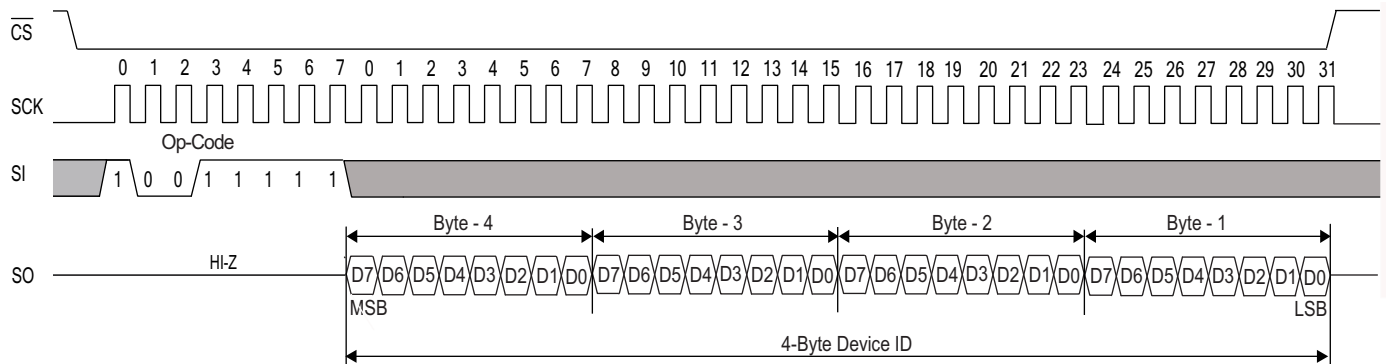 CS
0 1 2 3 4 5 6 7 0 1 2 3 4 5 6 7 8 9 10 11 12 13 14 15 16 17 18 19 20 21 22 23 24 25 26 27 28 29 30 31
SCK
Op-Code
SI 1 0 0 1 1 1 1 1
Byte - 4 Byte - 3 Byte - 2 Byte - 1
HI-Z
SO D7 D6 D5 D4 D3 D2 D1 D0 D7 D6 D5 D4 D3 D2 D1 D0 D7 D6 D5 D4 D3 D2 D1 D0 D7 D6 D5 D4 D3 D2 D1 D0
MSB LSB
4-Byte Device ID